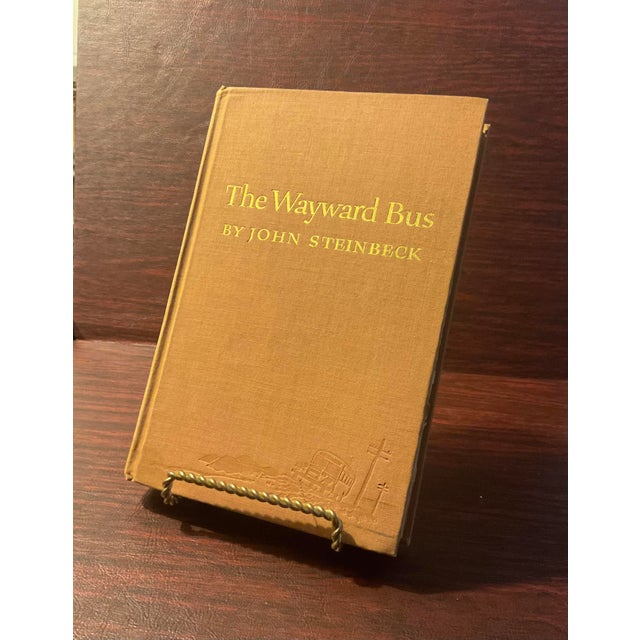 The Wayward Bus
BY JOHN STEINBECK